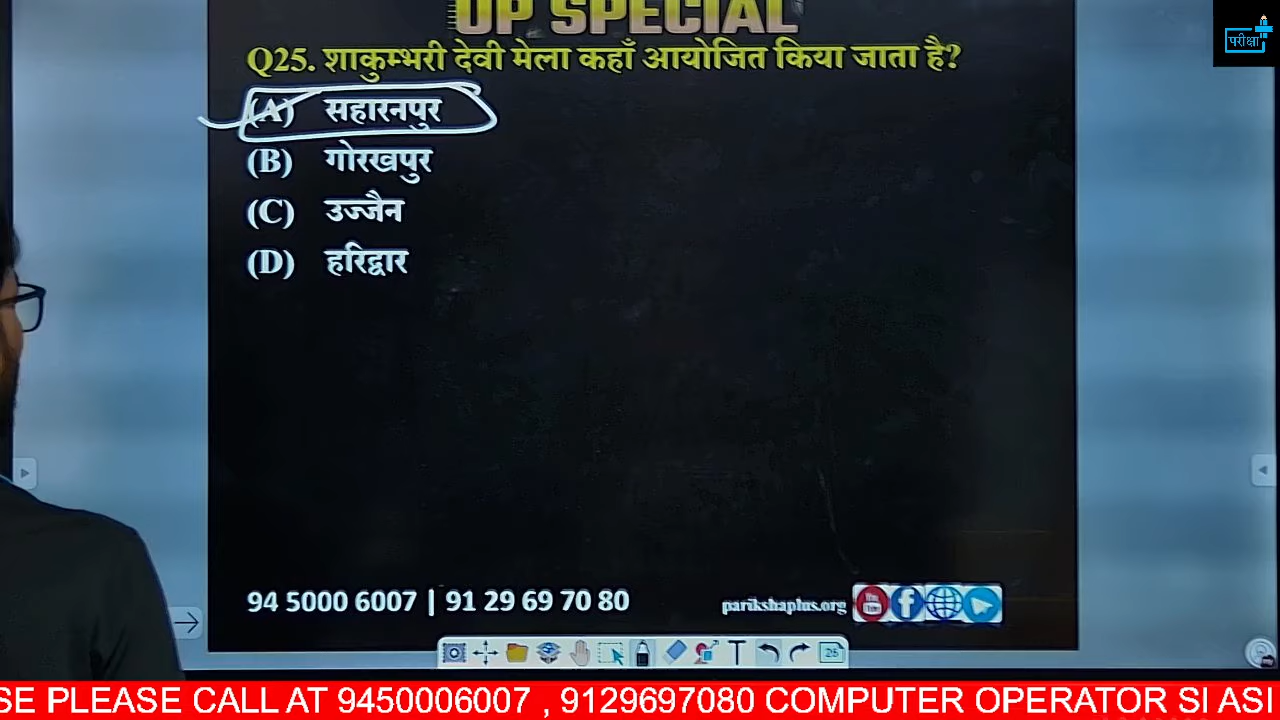 परीक्षा
UP SPECIAL
Q25. शाकुम्भरी देवी मेला कहाँ आयोजित किया जाता है?
(A) सहारनपुर
(B) गोरखपुर
(C) उज्जैन
(D) हरिद्वार
94 5000 6007 | 91 29 69 70 80
parikshaplus.org
26
SE PLEASE CALL AT 9450006007 , 9129697080 COMPUTER OPERATOR SI ASI